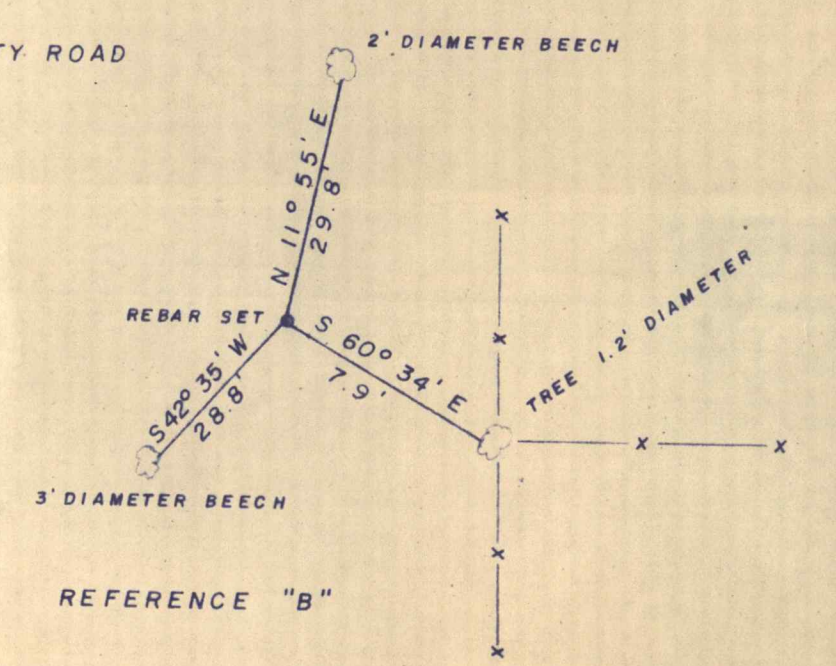 TY ROAD
2' DIAMETER BEECH
N 11° 55' E
29.8'
REBAR SET
S 60° 34' E
7.9'
TREE 1.2' DIAMETER
S 42° 35' W
28.8'
3' DIAMETER BEECH
REFERENCE "B"